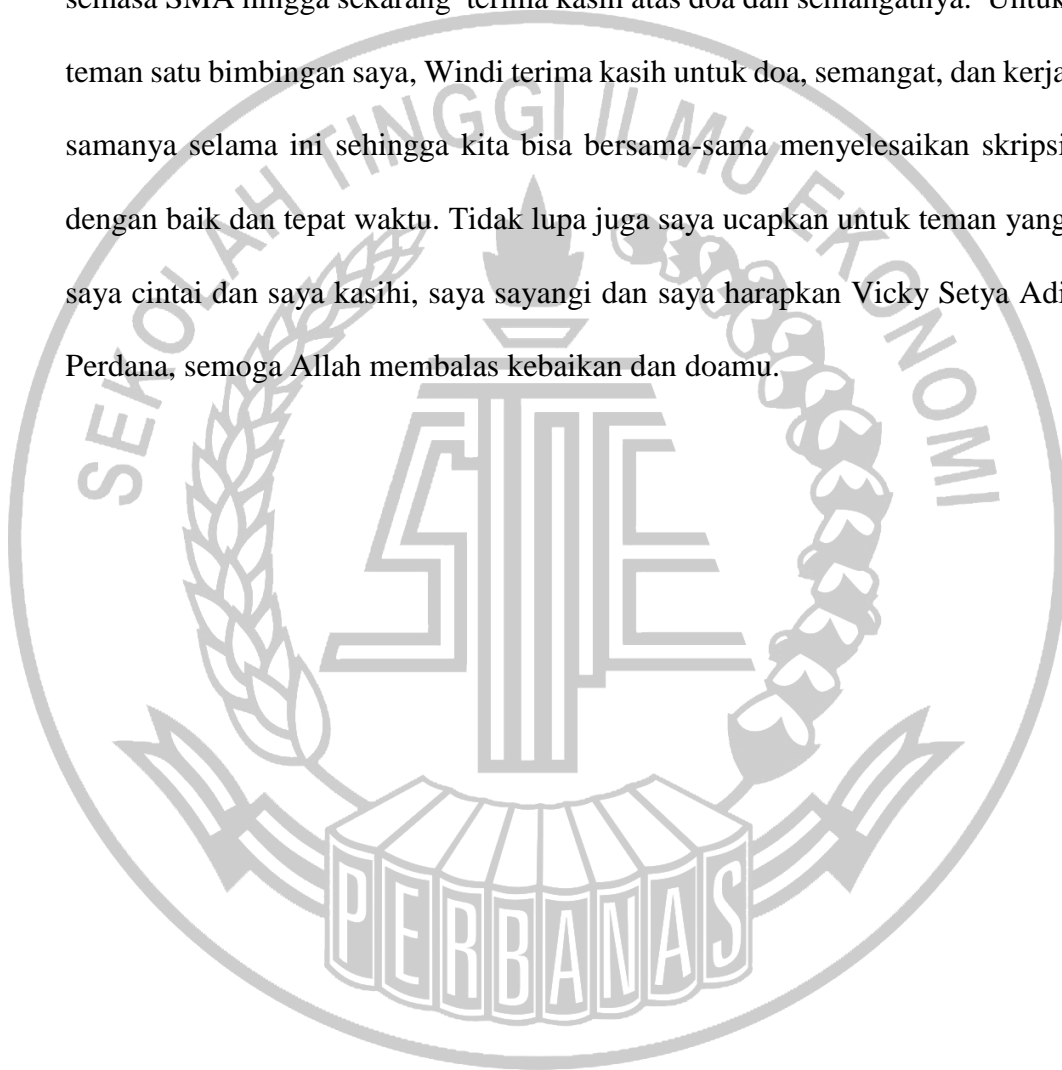 semasa SMA hingga sekarang terima kasih atas doa dan semangatnya. Untuk
teman satu bimbingan saya, Windi terima kasih untuk doa, semangat, dan kerja
samanya selama ini sehingga kita bisa bersama-sama menyelesaikan skripsi
dengan baik dan tepat waktu. Tidak lupa juga saya ucapkan untuk teman yang
saya cintai dan saya kasihi, saya sayangi dan saya harapkan Vicky Setya Adi
Perdana, semoga Allah membalas kebaikan dan doamu.
SEKOLAH TINGGI ILMU EKONOMI
STIE
PERBANAS